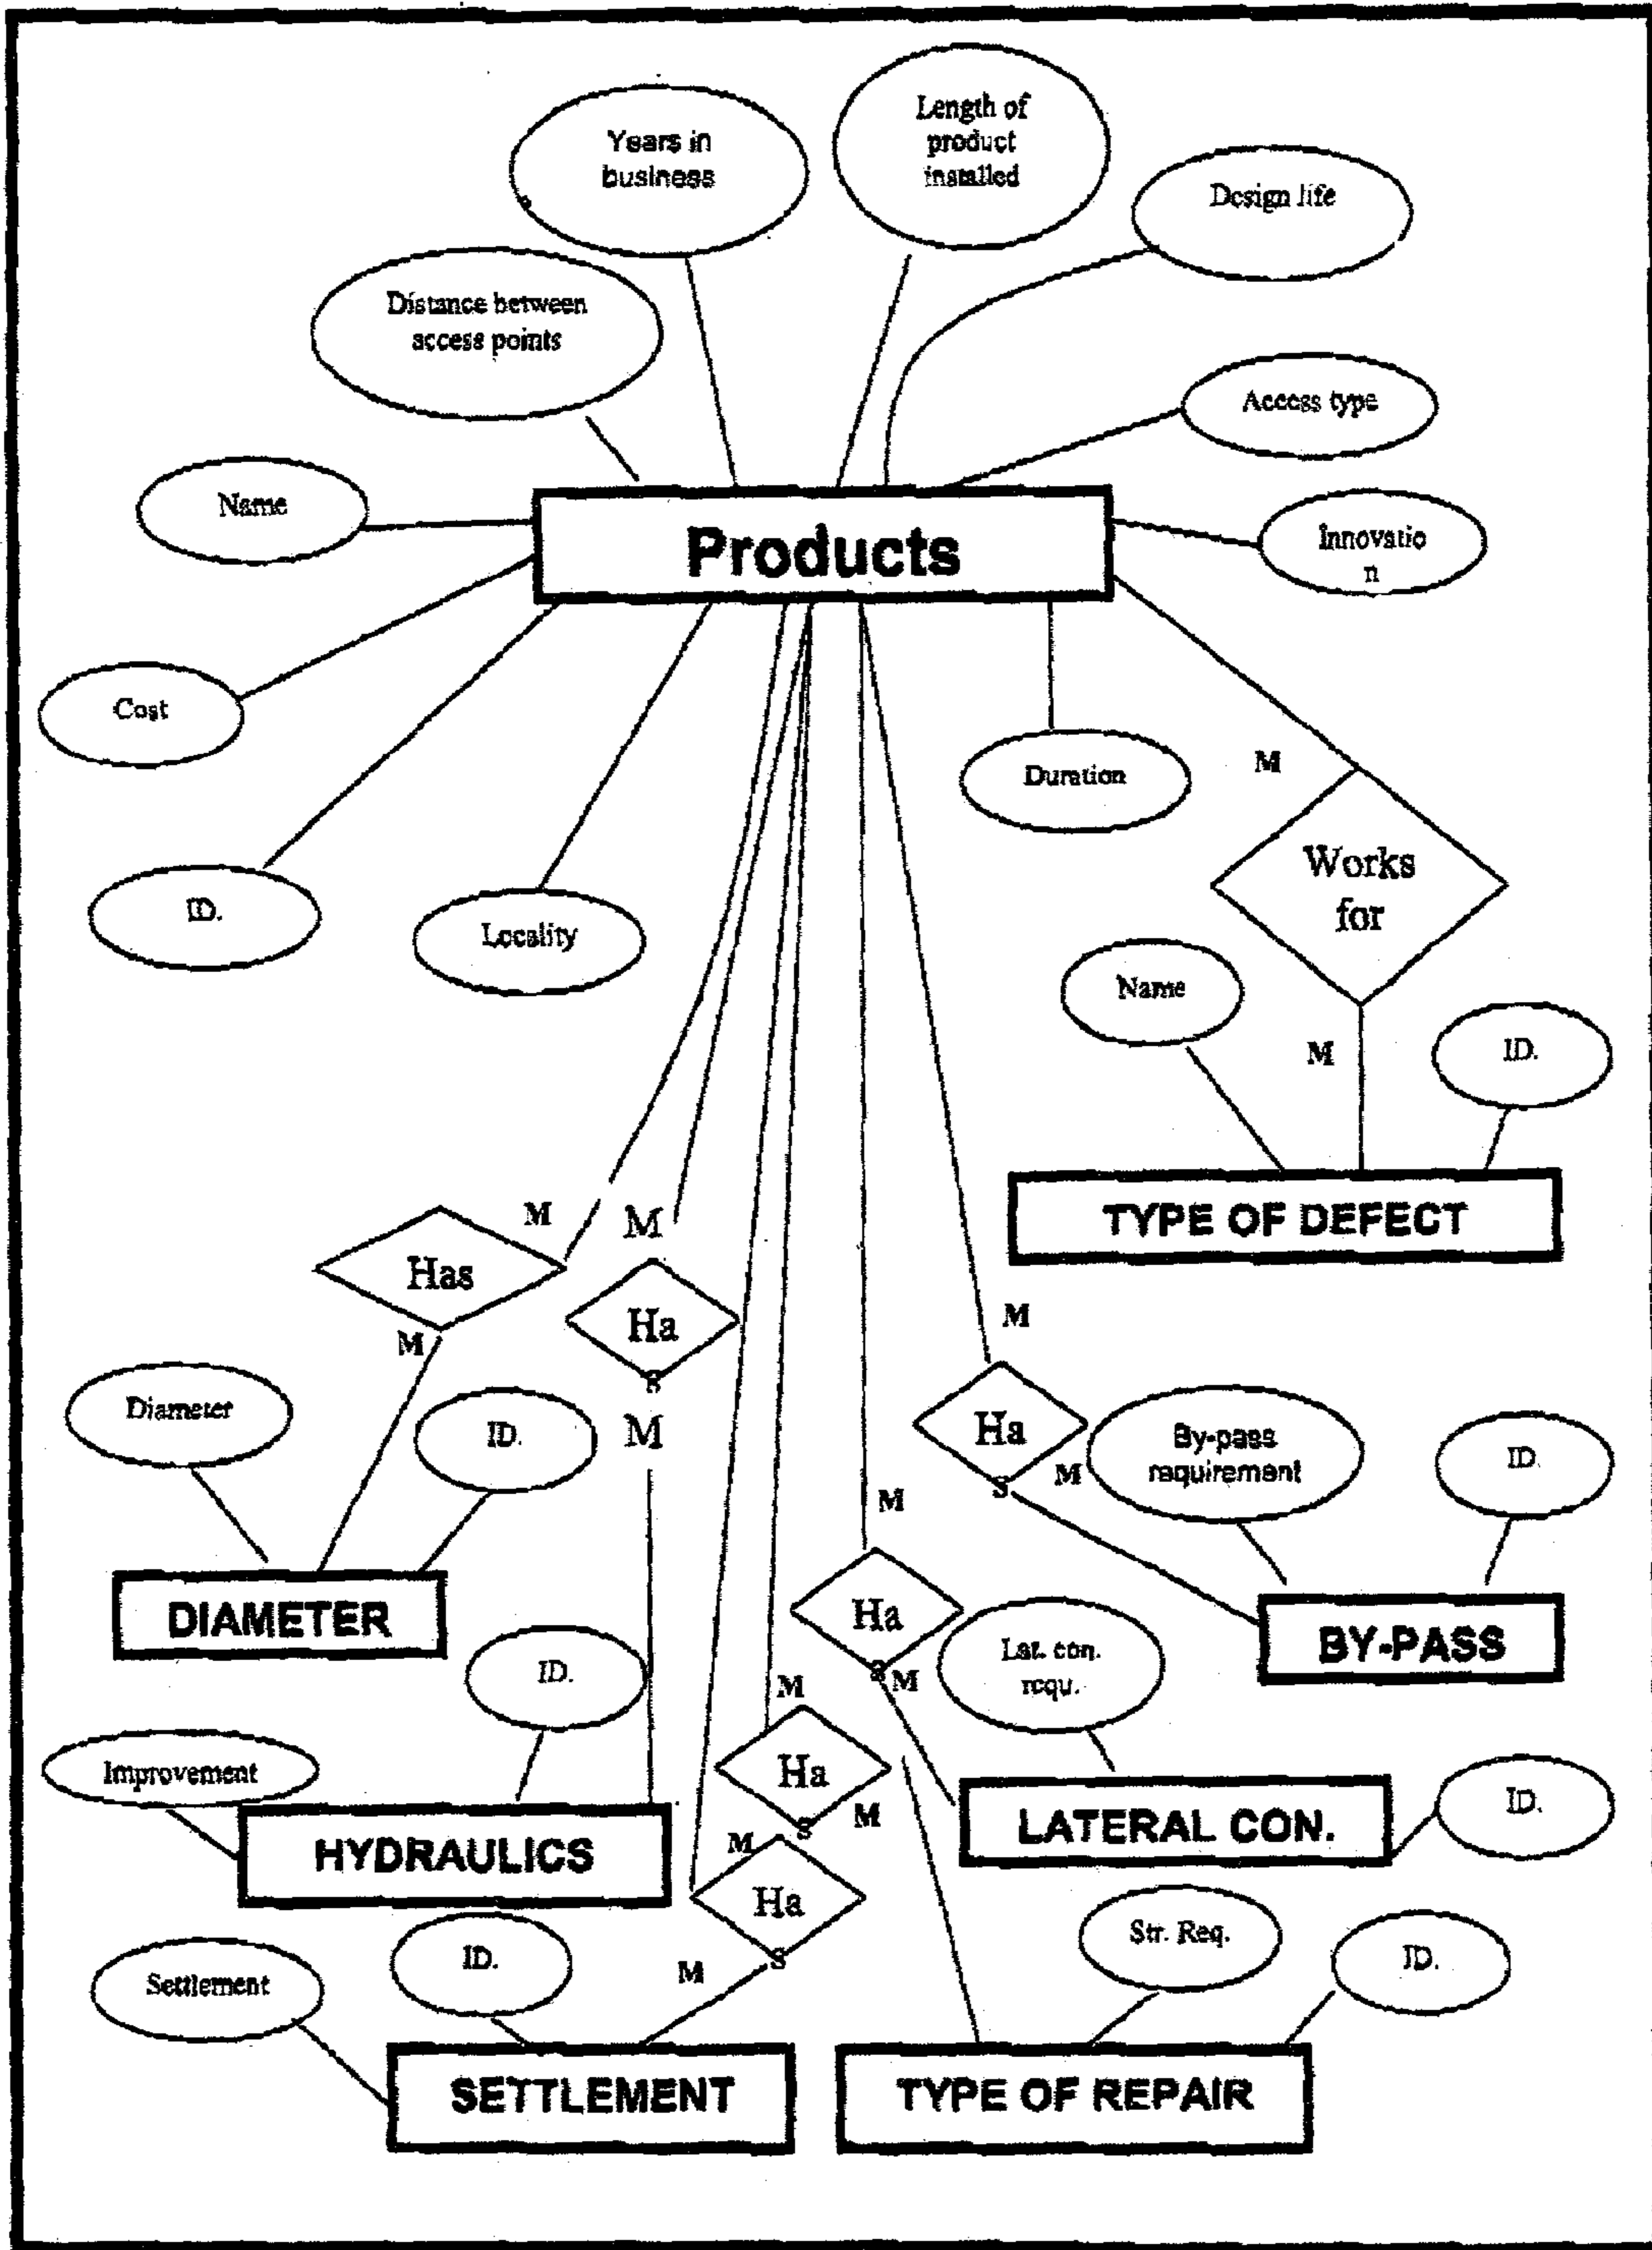 Length of
product
installed
Years in
business
Design life
Distance between
access points
Access type
Name
Products
Innovatio
n
Cost
M
Duration
Works
for
ID.
Locality
Name
M
ID.
TYPE OF DEFECT
M
M
Has
M
Ha
s
M
M
Ha
s
M
Diameter
ID.
M
By-pass
requirement
ID.
M
Ha
s
M
DIAMETER
BY-PASS
ID.
Lat. con.
requ.
M
Ha
s
M
Improvement
ID.
LATERAL CON.
HYDRAULICS
M
Ha
s
M
Str. Req.
ID.
Settlement
ID.
SETTLEMENT
TYPE OF REPAIR